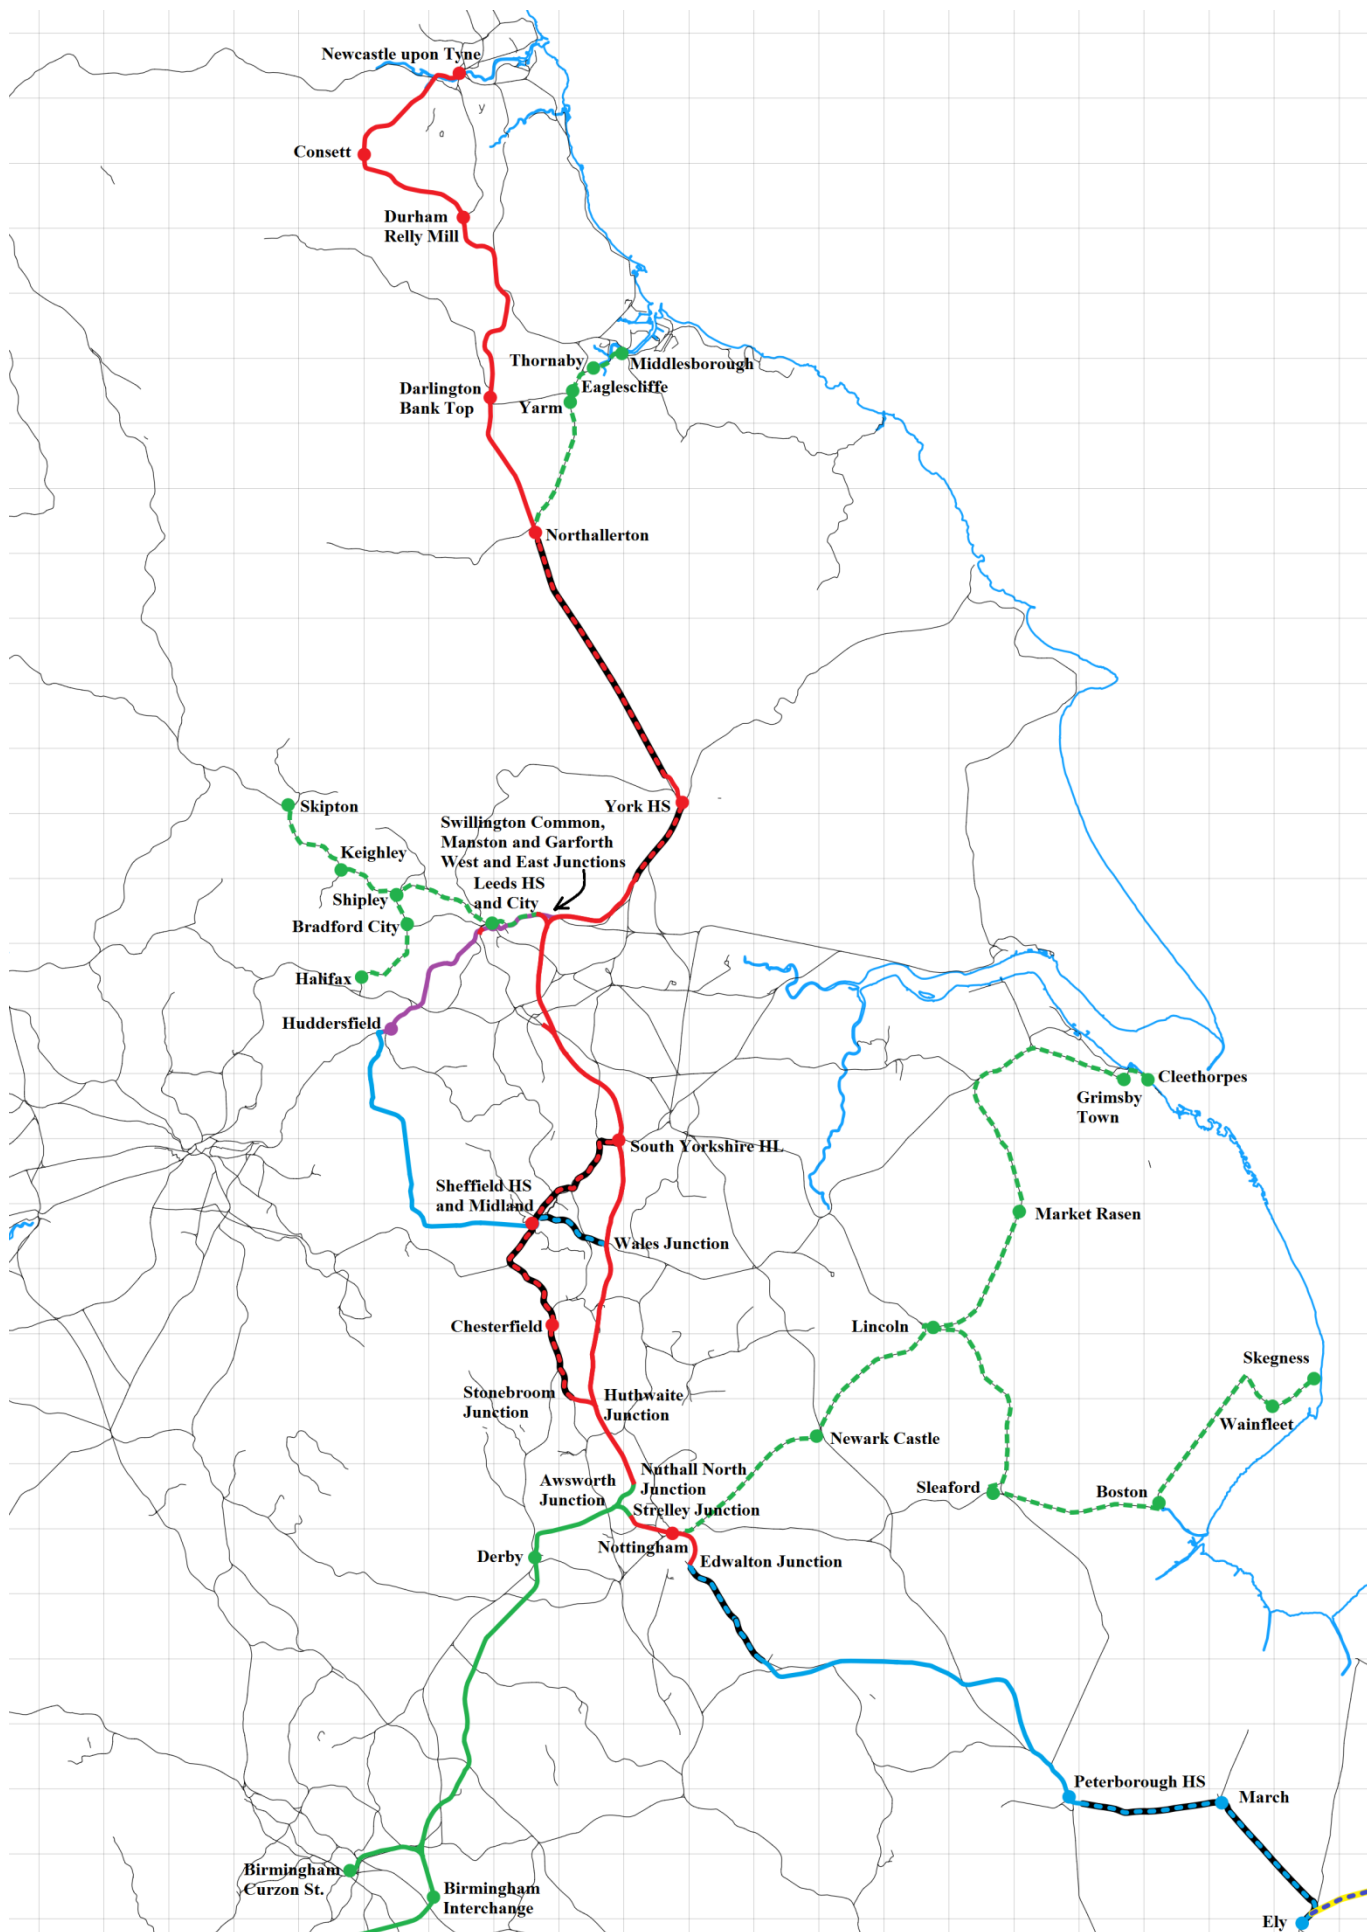 Newcastle upon Tyne
Consett
Durham
Relly Mill
Thornaby
Middlesborough
Eaglescliffe
Darlington
Bank Top
Yarm
Northallerton
York HS
Skipton
Swillington Common,
Manston and Garforth
West and East Junctions
Keighley
Leeds HS
and City
Shipley
Bradford City
Halifax
Huddersfield
Cleethorpes
Grimsby
Town
South Yorkshire HL
Sheffield HS
and Midland
Market Rasen
Wales Junction
Chesterfield
Lincoln
Skegness
Stonebroom
Junction
Huthwaite
Junction
Wainfleet
Newark Castle
Nuthall North
Junction
Awsworth
Junction
Sleaford
Boston
Strelley Junction
Nottingham
Derby
Edwalton Junction
Peterborough HS
March
Birmingham
Curzon St.
Birmingham
Interchange
Ely